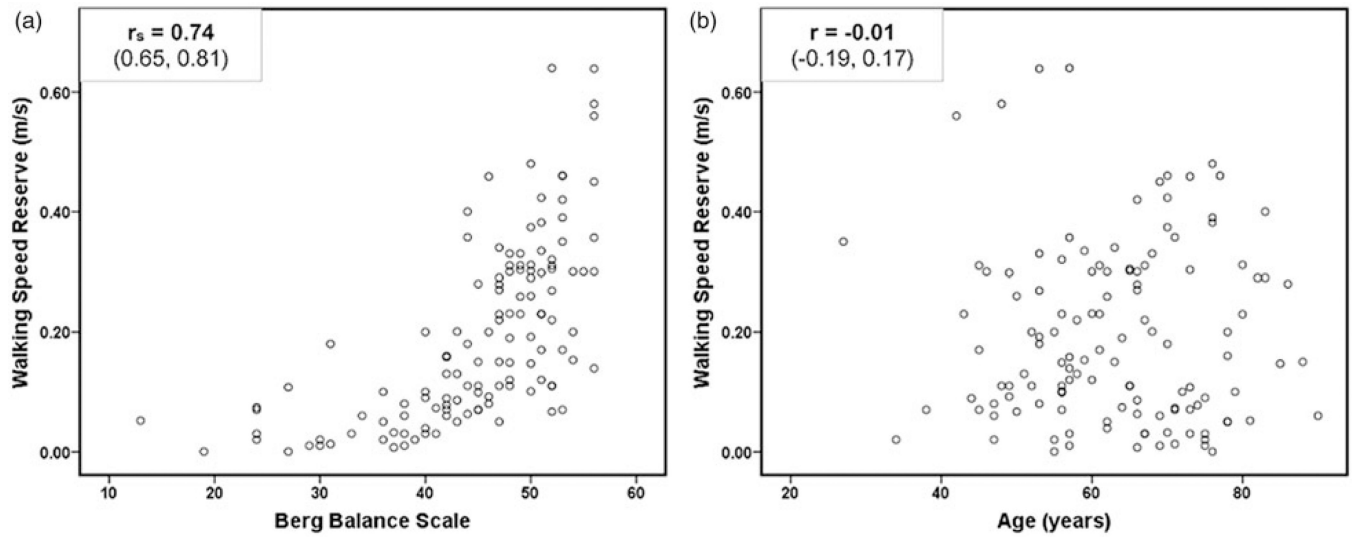 (a)
rs = 0.74
(0.65, 0.81)
Walking Speed Reserve (m/s)
0.60
0.40
0.20
0.00
10 20 30 40 50 60
Berg Balance Scale
(b)
r = -0.01
(-0.19, 0.17)
Walking Speed Reserve (m/s)
0.60
0.40
0.20
0.00
20 40 60 80
Age (years)